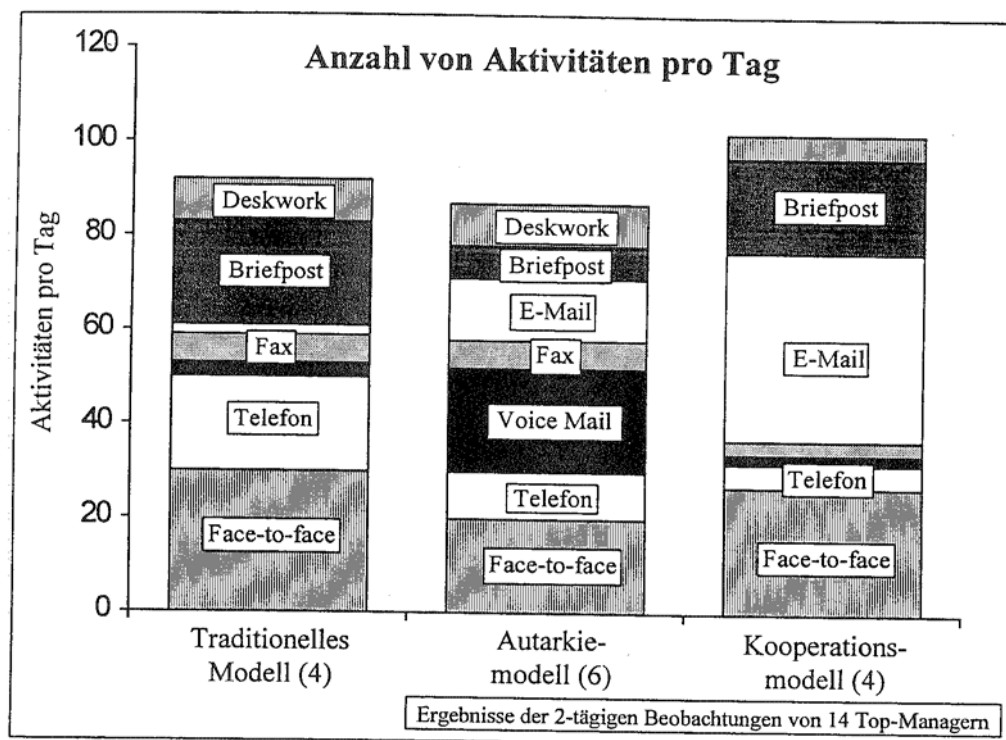 Anzahl von Aktivitäten pro Tag
Aktivitäten pro Tag
120
100
80
60
40
20
0
Deskwork
Briefpost
Fax
Telefon
Face-to-face
Deskwork
Briefpost
E-Mail
Fax
Voice Mail
Telefon
Face-to-face
Briefpost
E-Mail
Telefon
Face-to-face
Traditionelles
Modell (4)
Autarkie-
modell (6)
Kooperations-
modell (4)
Ergebnisse der 2-tägigen Beobachtungen von 14 Top-Managern